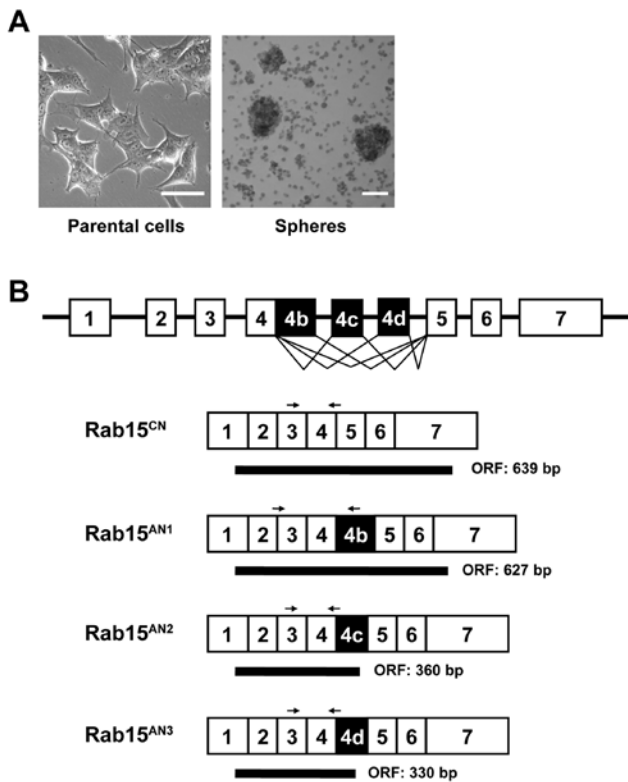 A
Parental cells Spheres
B
1 2 3 4 4b 4c 4d 5 6 7
Rab15CN 1 2 3 4 5 6 7
ORF: 639 bp
Rab15AN1 1 2 3 4 4b 5 6 7
ORF: 627 bp
Rab15AN2 1 2 3 4 4c 5 6 7
ORF: 360 bp
Rab15AN3 1 2 3 4 4d 5 6 7
ORF: 330 bp